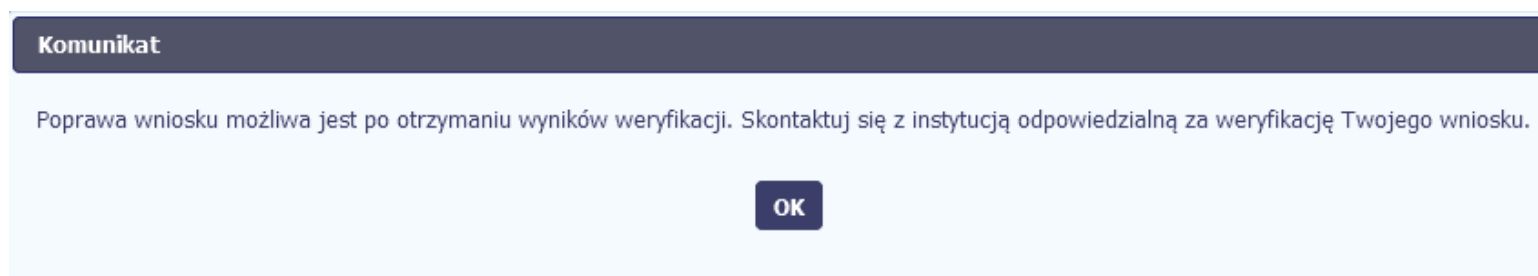 Komunikat
Poprawa wniosku możliwa jest po otrzymaniu wyników weryfikacji. Skontaktuj się z instytucją odpowiedzialną za weryfikację Twojego wniosku.
OK